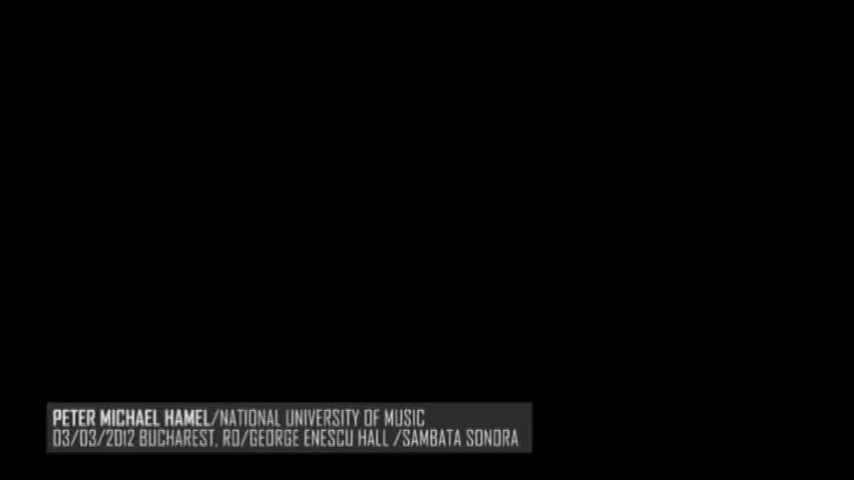 PETER MICHAEL HAMEL/NATIONAL UNIVERSITY OF MUSIC
03/03/2012 BUCHAREST, RO/GEORGE ENESCU HALL /SAMBATA SONORA